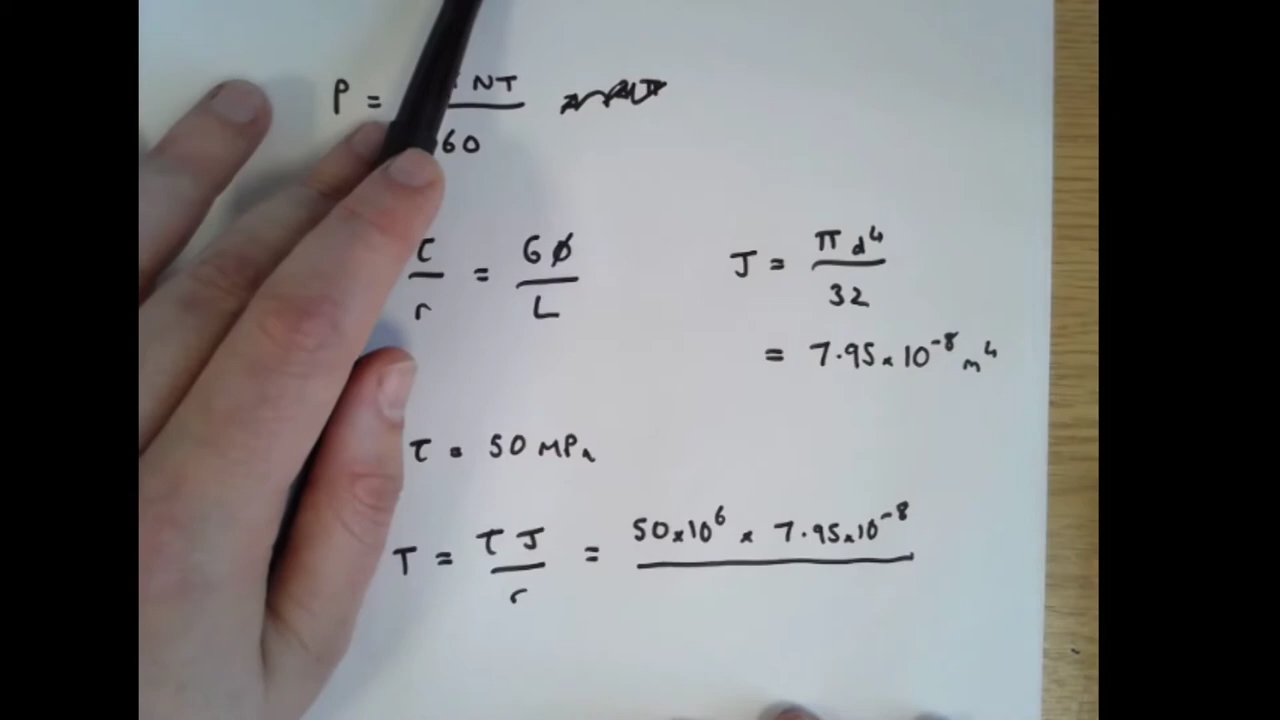 P = NT / 60
τ / r = Gφ / L
J = π d⁴ / 32
= 7.95 × 10⁻⁸ m⁴
τ = 50 MPa
T = τ J / r = 50×10⁶ × 7.95×10⁻⁸